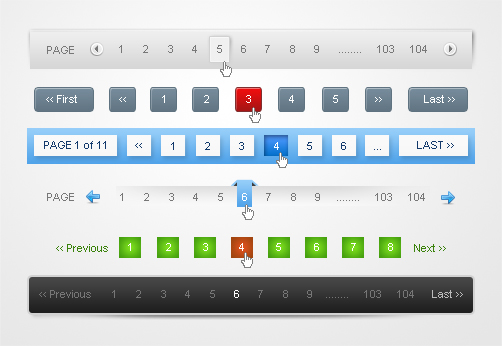 PAGE 1 2 3 4 5 6 7 8 9 ........ 103 104
‹‹ First ‹‹ 1 2 3 4 5 ›› Last ››
PAGE 1 of 11 ‹‹ 1 2 3 4 5 6 ... LAST ››
PAGE 1 2 3 4 5 6 7 8 9 ........ 103 104
‹‹ Previous 1 2 3 4 5 6 7 8 Next ››
‹‹ Previous 1 2 3 4 5 6 7 8 9 ........ 103 104 Last ››